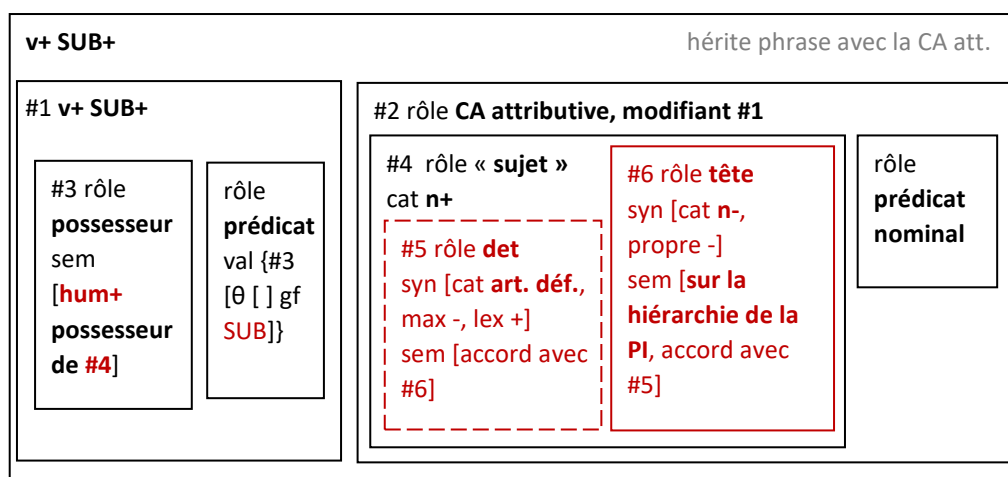 v+ SUB+
hérite phrase avec la CA att.
#1 v+ SUB+
#3 rôle
possesseur
sem
[hum+
possesseur
de #4]
rôle
prédicat
val {#3
[θ [ ] gf
SUB]}
#2 rôle CA attributive, modifiant #1
#4 rôle « sujet »
cat n+
#5 rôle det
syn [cat art. déf.,
max -, lex +]
sem [accord avec
#6]
#6 rôle tête
syn [cat n-,
propre -]
sem [sur la
hiérarchie de la
PI, accord avec
#5]
rôle
prédicat
nominal